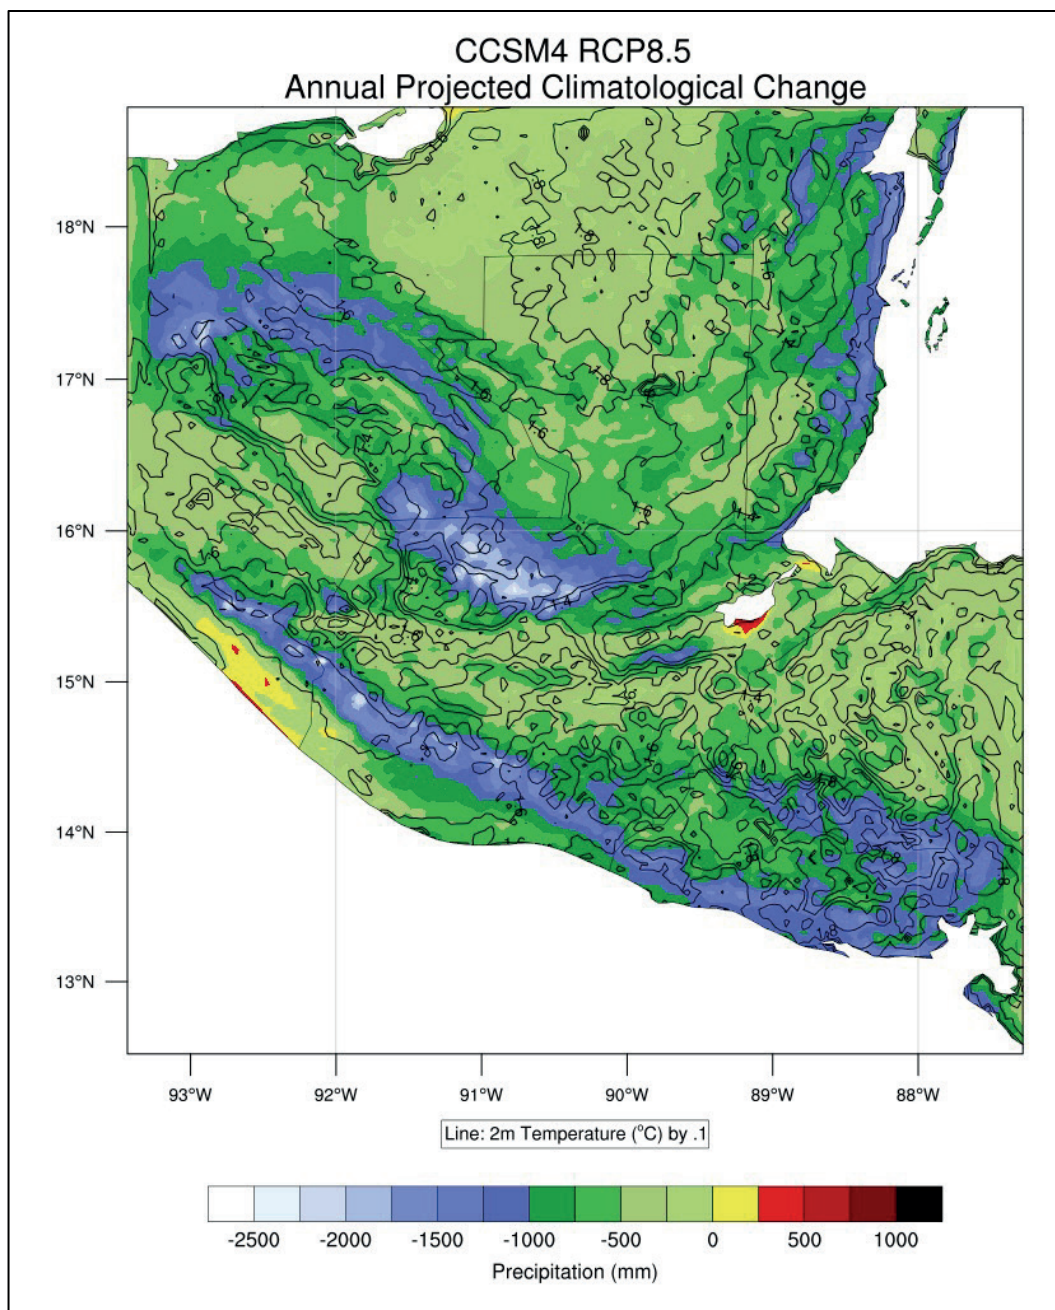 CCSM4 RCP8.5
Annual Projected Climatological Change
18°N
17°N
16°N
15°N
14°N
13°N
93°W 92°W 91°W 90°W 89°W 88°W
Line: 2m Temperature (°C) by .1
-2500 -2000 -1500 -1000 -500 0 500 1000
Precipitation (mm)